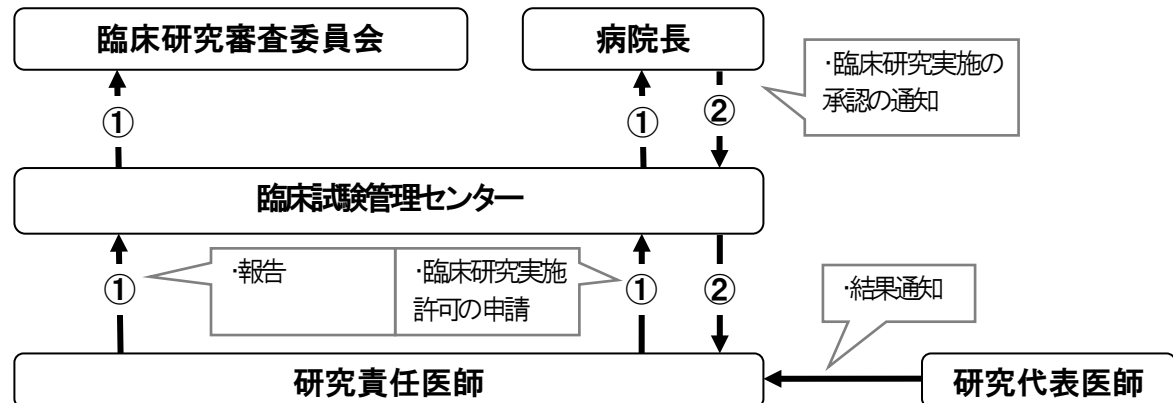 臨床研究審査委員会
病院長
·臨床研究実施の
承認の通知
①
①
②
臨床試験管理センター
·報告
·臨床研究実施
許可の申請
①
①
②
·結果通知
研究責任医師
研究代表医師